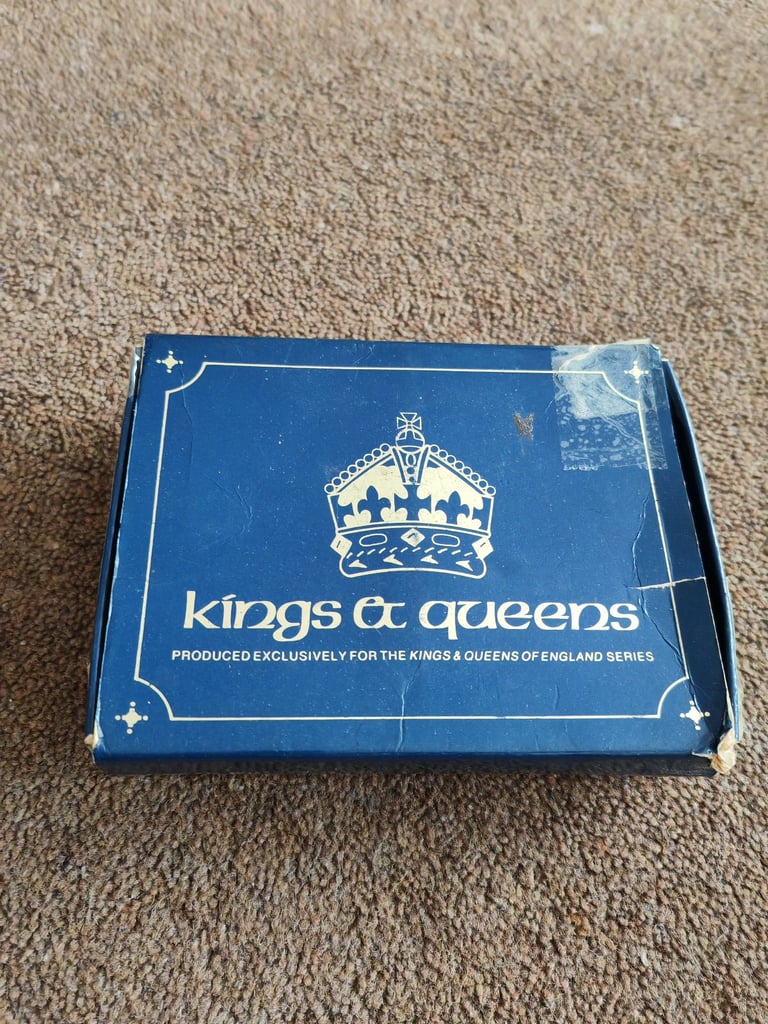 kings & queens
PRODUCED EXCLUSIVELY FOR THE KINGS & QUEENS OF ENGLAND SERIES